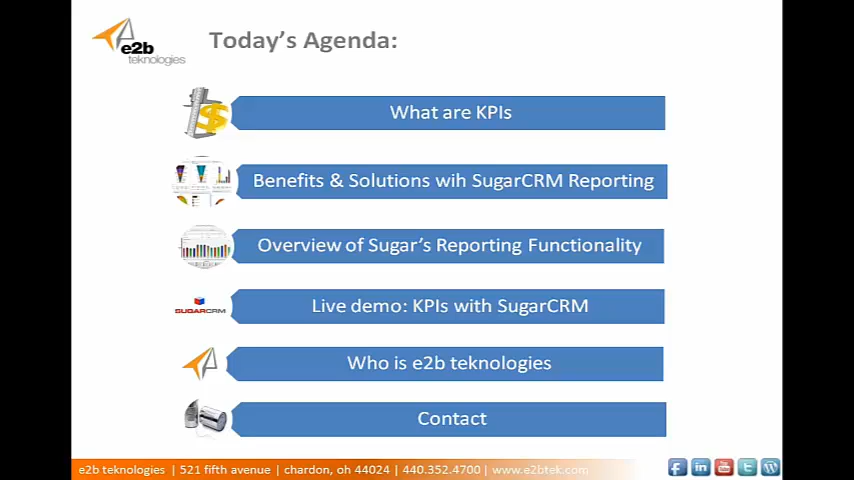 e2b
teknologies
Today's Agenda:
What are KPIs
Benefits & Solutions wih SugarCRM Reporting
Overview of Sugar's Reporting Functionality
SUGARCRM
Live demo: KPIs with SugarCRM
Who is e2b teknologies
Contact
e2b teknologies | 521 fifth avenue | chardon, oh 44024 | 440.352.4700 | www.e2btek.com